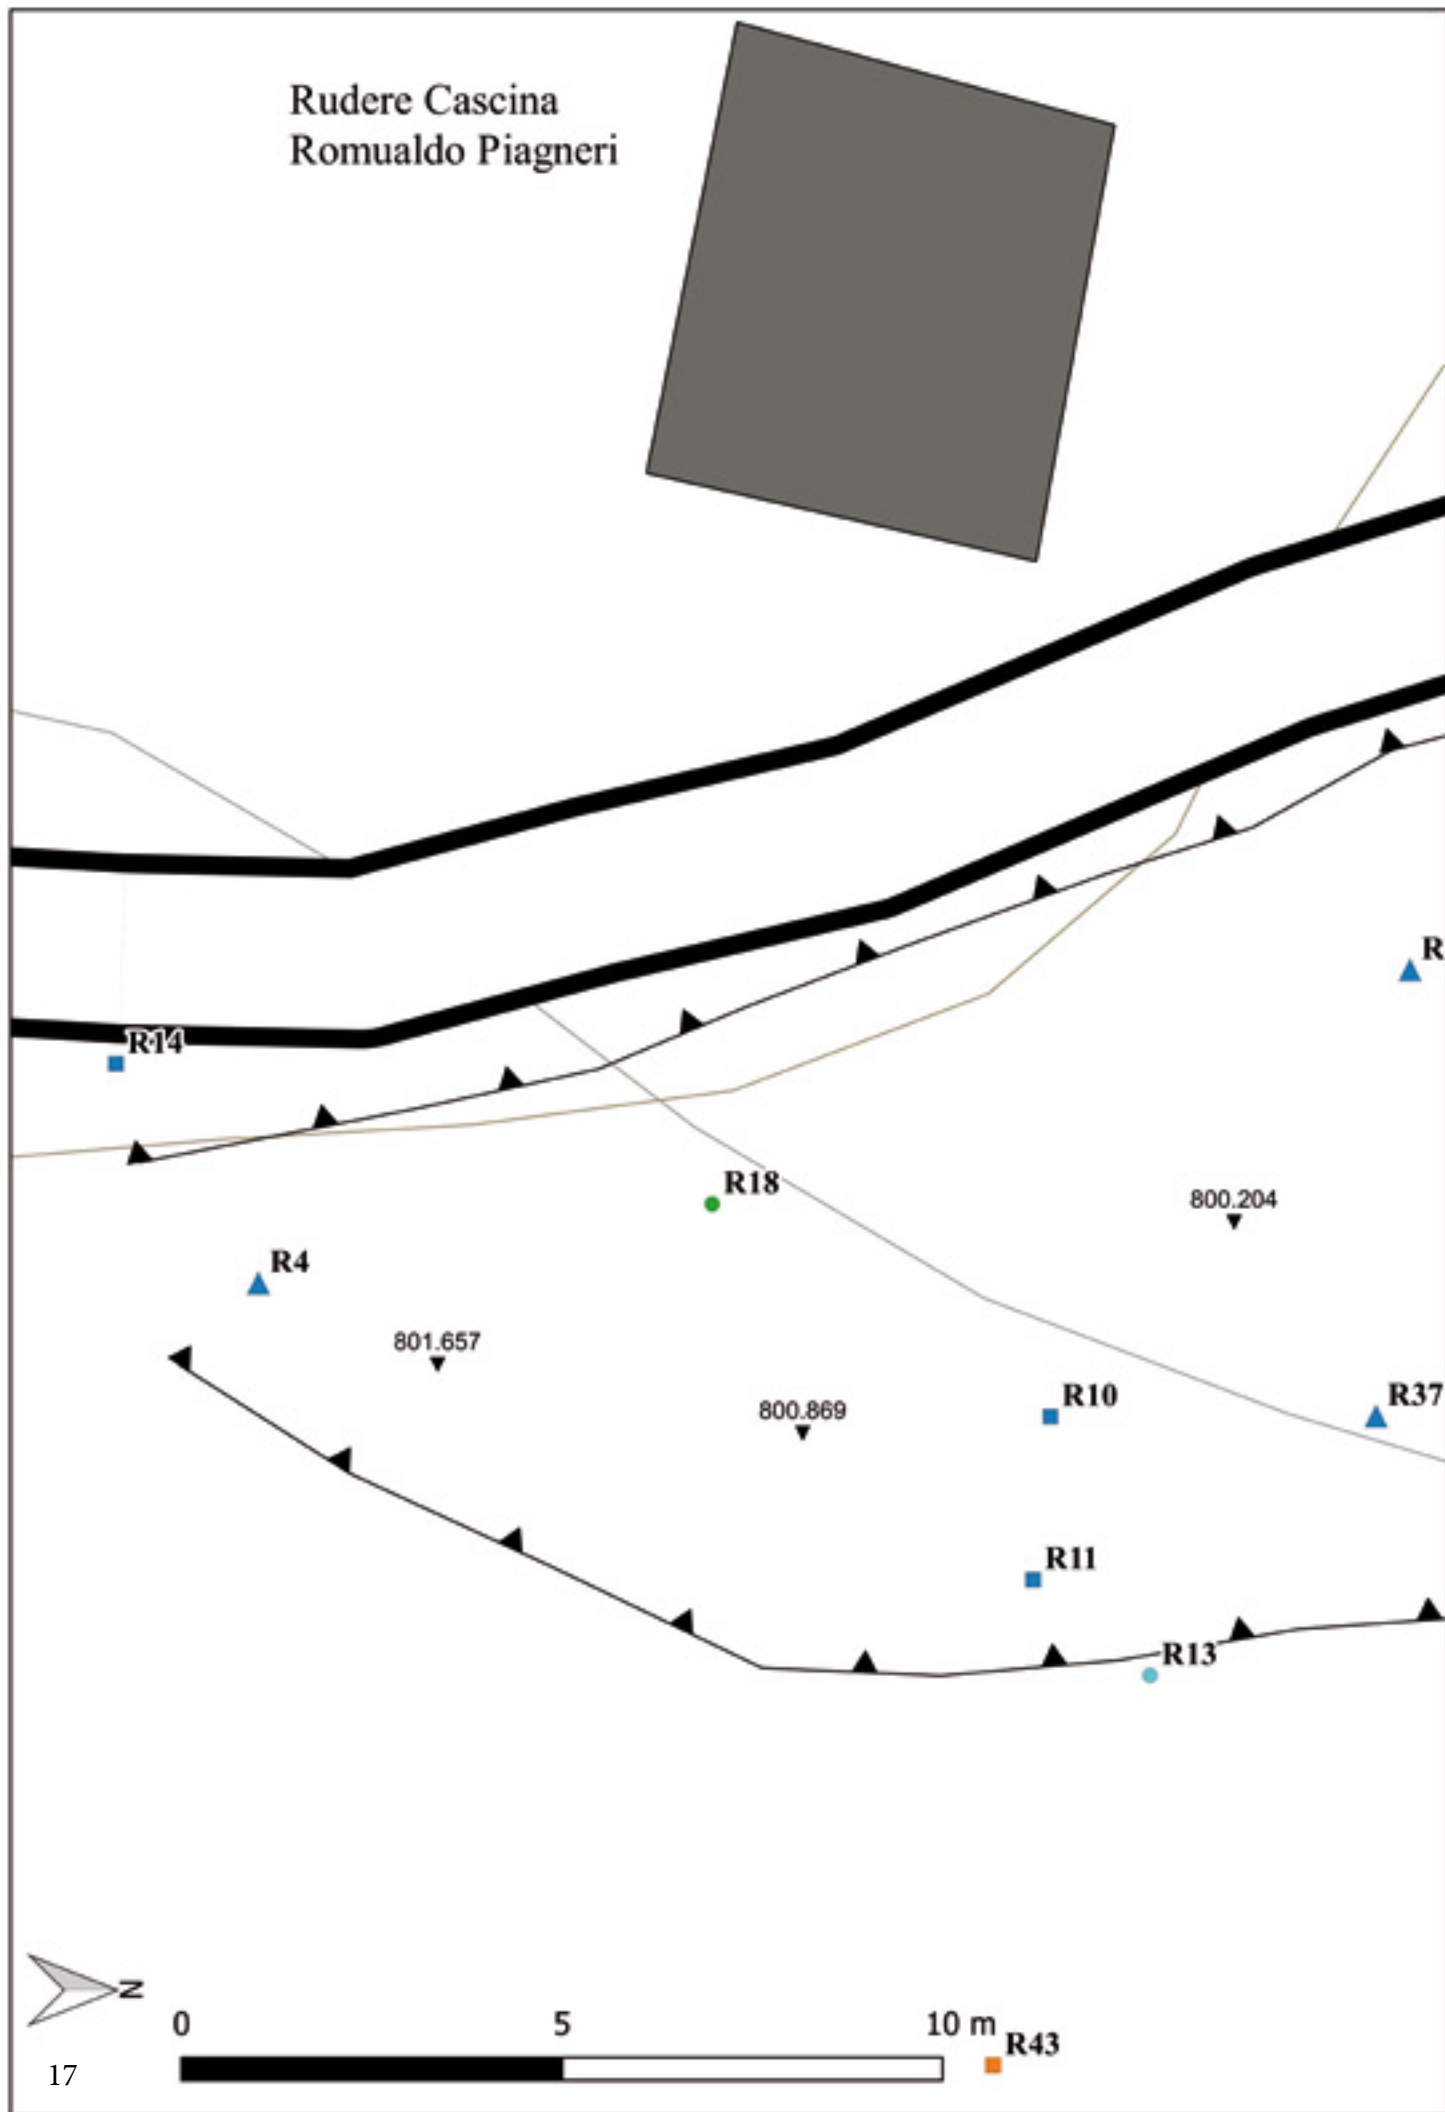 Rudere Cascina
Romualdo Piagneri
R
R14
R18
800.204
R4
801.657
R10
R37
800.869
R11
R13
N
0 5 10 m
R43
17